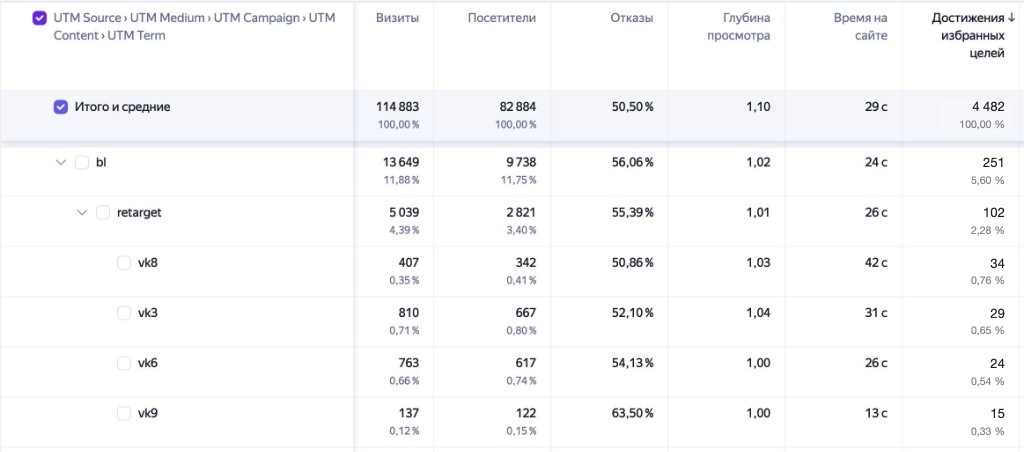 UTM Source › UTM Medium › UTM Campaign › UTM Content › UTM Term Визиты Посетители Отказы Глубина просмотра Время на сайте Достижения ↓ избранных целей
Итого и средние 114 883 82 884 50,50 % 1,10 29 с 4 482
100,00 % 100,00 % 100,00 %
bl 13 649 9 738 56,06 % 1,02 24 с 251
11,88 % 11,75 % 5,60 %
retarget 5 039 2 821 55,39 % 1,01 26 с 102
4,39 % 3,40 % 2,28 %
vk8 407 342 50,86 % 1,03 42 с 34
0,35 % 0,41 % 0,76 %
vk3 810 667 52,10 % 1,04 31 с 29
0,71 % 0,80 % 0,65 %
vk6 763 617 54,13 % 1,00 26 с 24
0,66 % 0,74 % 0,54 %
vk9 137 122 63,50 % 1,00 13 с 15
0,12 % 0,15 % 0,33 %